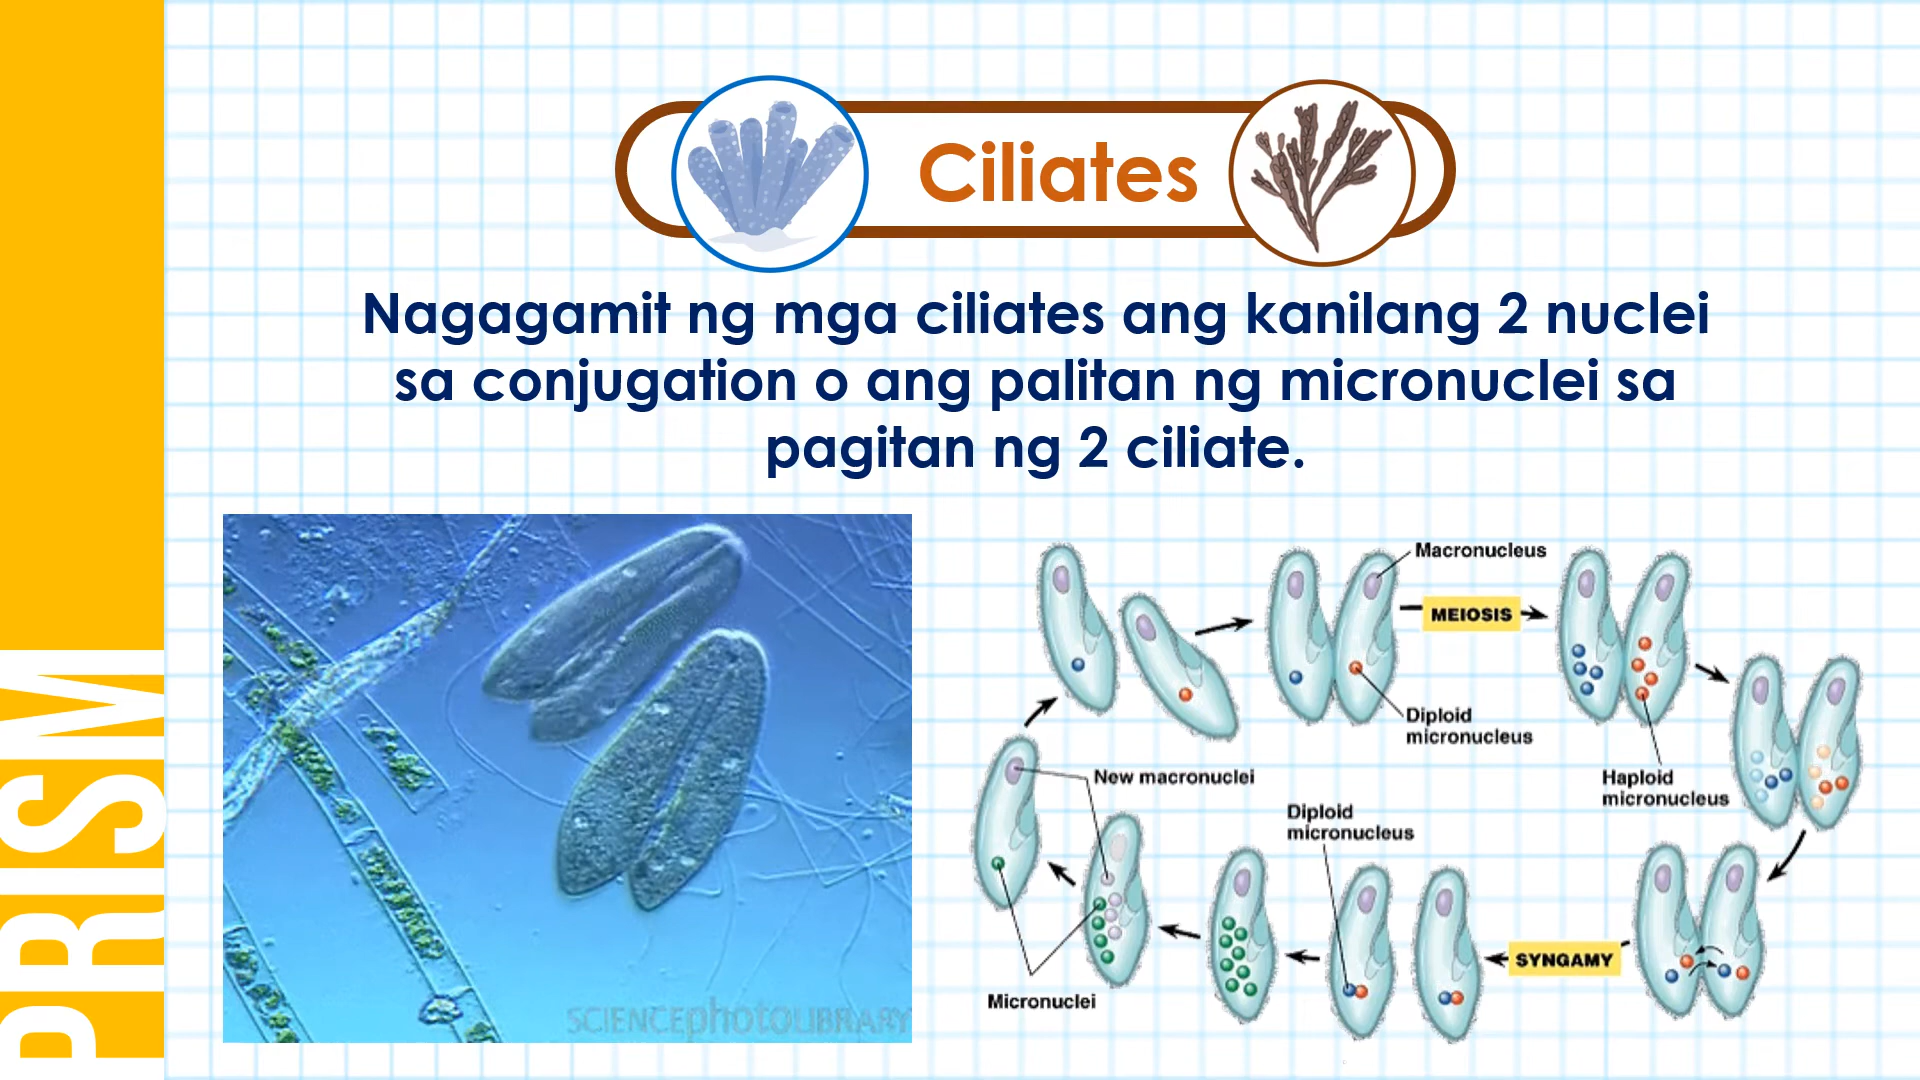 PRISM
Ciliates
Nagagamit ng mga ciliates ang kanilang 2 nuclei
sa conjugation o ang palitan ng micronuclei sa
pagitan ng 2 ciliate.
SCIENCEphotoLIBRARY
Macronucleus
MEIOSIS
Diploid
micronucleus
Haploid
micronucleus
New macronuclei
Diploid
micronucleus
SYNGAMY
Micronuclei